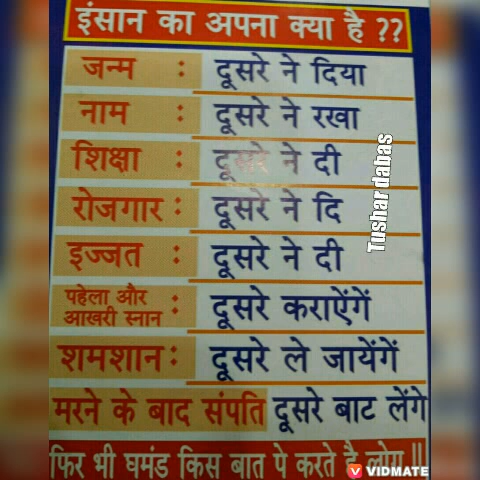 इंसान का अपना क्या है ??
जन्म : दूसरे ने दिया
नाम : दूसरे ने रखा
शिक्षा : दूसरे ने दी
रोजगार : दूसरे ने दि
इज्जत : दूसरे ने दी
पहेला और
आखरी स्नान : दूसरे कराऐंगें
शमशान : दूसरे ले जायेंगें
मरने के बाद संपति दूसरे बाट लेंगे
फिर भी घमंड किस बात पे करते है लोग !!
Tushar dabas
VIDMATE